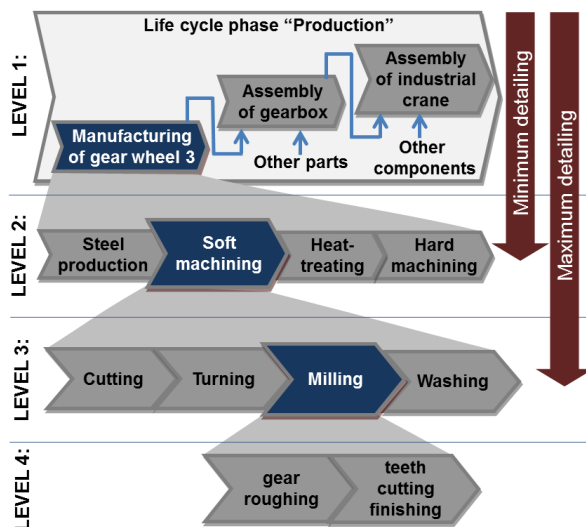 Life cycle phase “Production”
LEVEL 1:
Assembly
of industrial
crane
Assembly
of gearbox
Manufacturing
of gear wheel 3
Other parts
Other
components
Minimum detailing
Maximum detailing
LEVEL 2:
Steel
production
Soft
machining
Heat-
treating
Hard
machining
LEVEL 3:
Cutting
Turning
Milling
Washing
LEVEL 4:
gear
roughing
teeth
cutting
finishing